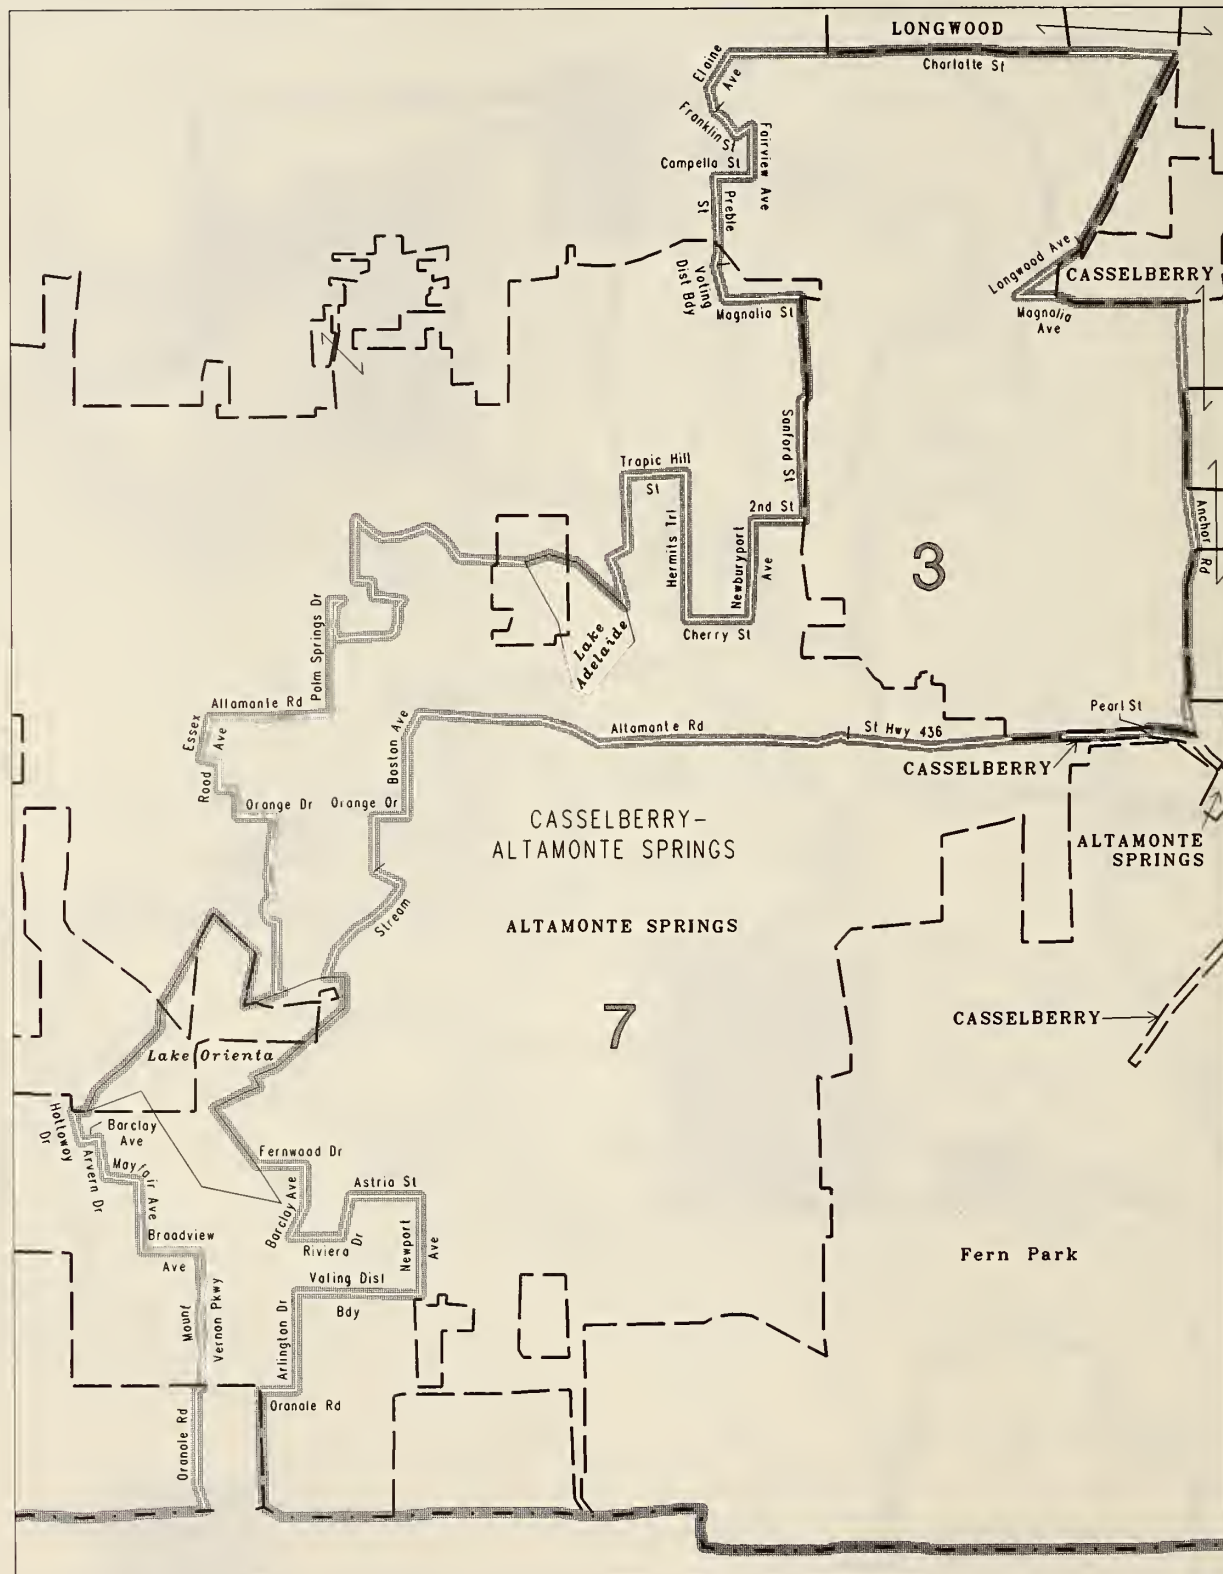 LONGWOOD
Charlotte St
Elaine
Ave
Franklin St
Fairview Ave
Campella St
Preble
St
Longwood Ave
CASSELBERRY
Voting
Dist Bdy
Magnolia St
Magnolia
Ave
Sanford St
Tropic Hill
St
2nd St
Anchor Rd
Hermits Trl
Newburyport
Ave
3
Cherry St
Lake
Adelaide
Palm Springs Dr
Altamonte Rd
Essex
Ave
Road
Boston Ave
Altamonte Rd
St Hwy 436
Pearl St
CASSELBERRY
Orange Dr
Orange Dr
CASSELBERRY-
ALTAMONTE SPRINGS
ALTAMONTE
SPRINGS
Stream
ALTAMONTE SPRINGS
7
CASSELBERRY
Lake Orienta
Holloway
Dr
Barclay
Ave
Arvern Dr
Mayfair Ave
Fernwood Dr
Barclay Ave
Astria St
Riviera
Dr
Newport
Ave
Broadview
Ave
Fern Park
Voting Dist
Bdy
Mount
Vernon Pkwy
Arlington Dr
Oranole Rd
Oranole Rd